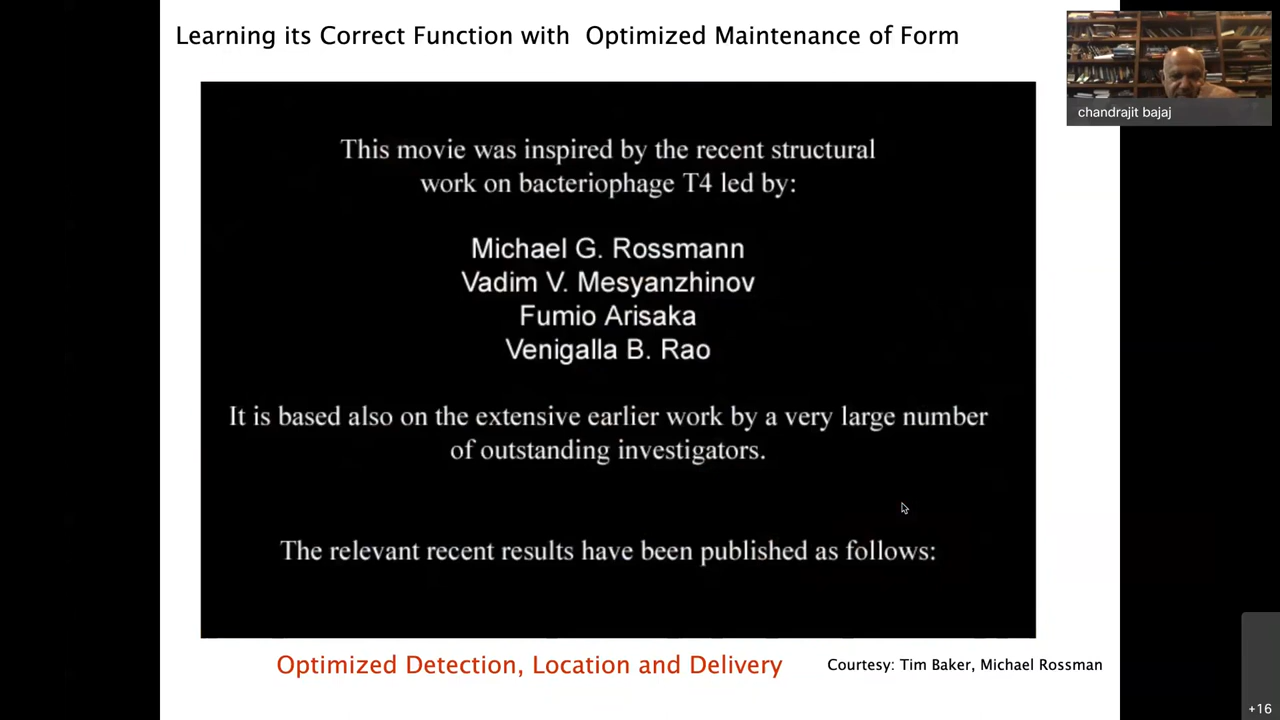 Learning its Correct Function with Optimized Maintenance of Form
chandrajit bajaj
This movie was inspired by the recent structural
work on bacteriophage T4 led by:
Michael G. Rossmann
Vadim V. Mesyanzhinov
Fumio Arisaka
Venigalla B. Rao
It is based also on the extensive earlier work by a very large number
of outstanding investigators.
The relevant recent results have been published as follows:
Optimized Detection, Location and Delivery
Courtesy: Tim Baker, Michael Rossman
+16